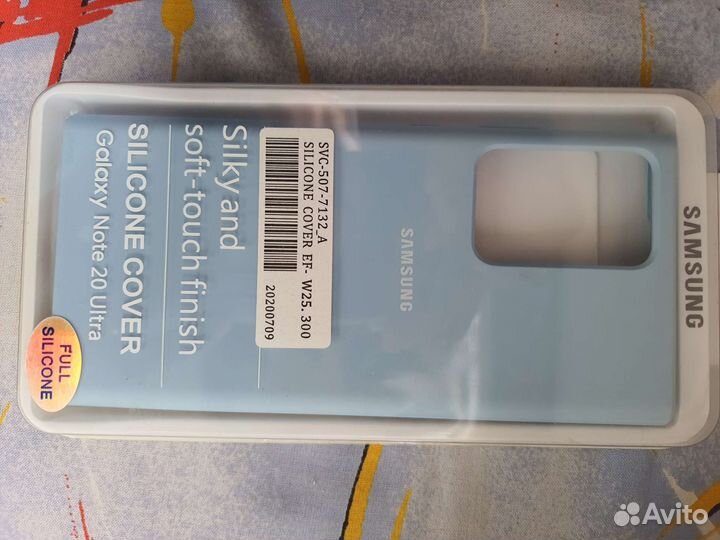 SAMSUNG
SAMSUNG
SVC-507-7132_A
SILICONE COVER EF- W25. 300
20200709
Silky and
soft-touch finish
SILICONE COVER
Galaxy Note 20 Ultra
FULL
SILICONE
Avito